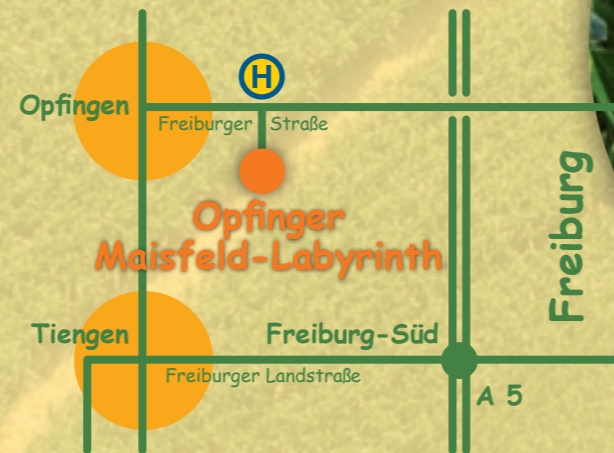 H
Opfingen
Freiburger Straße
Opfinger
Maisfeld-Labyrinth
Freiburg
Tiengen
Freiburg-Süd
Freiburger Landstraße
A 5